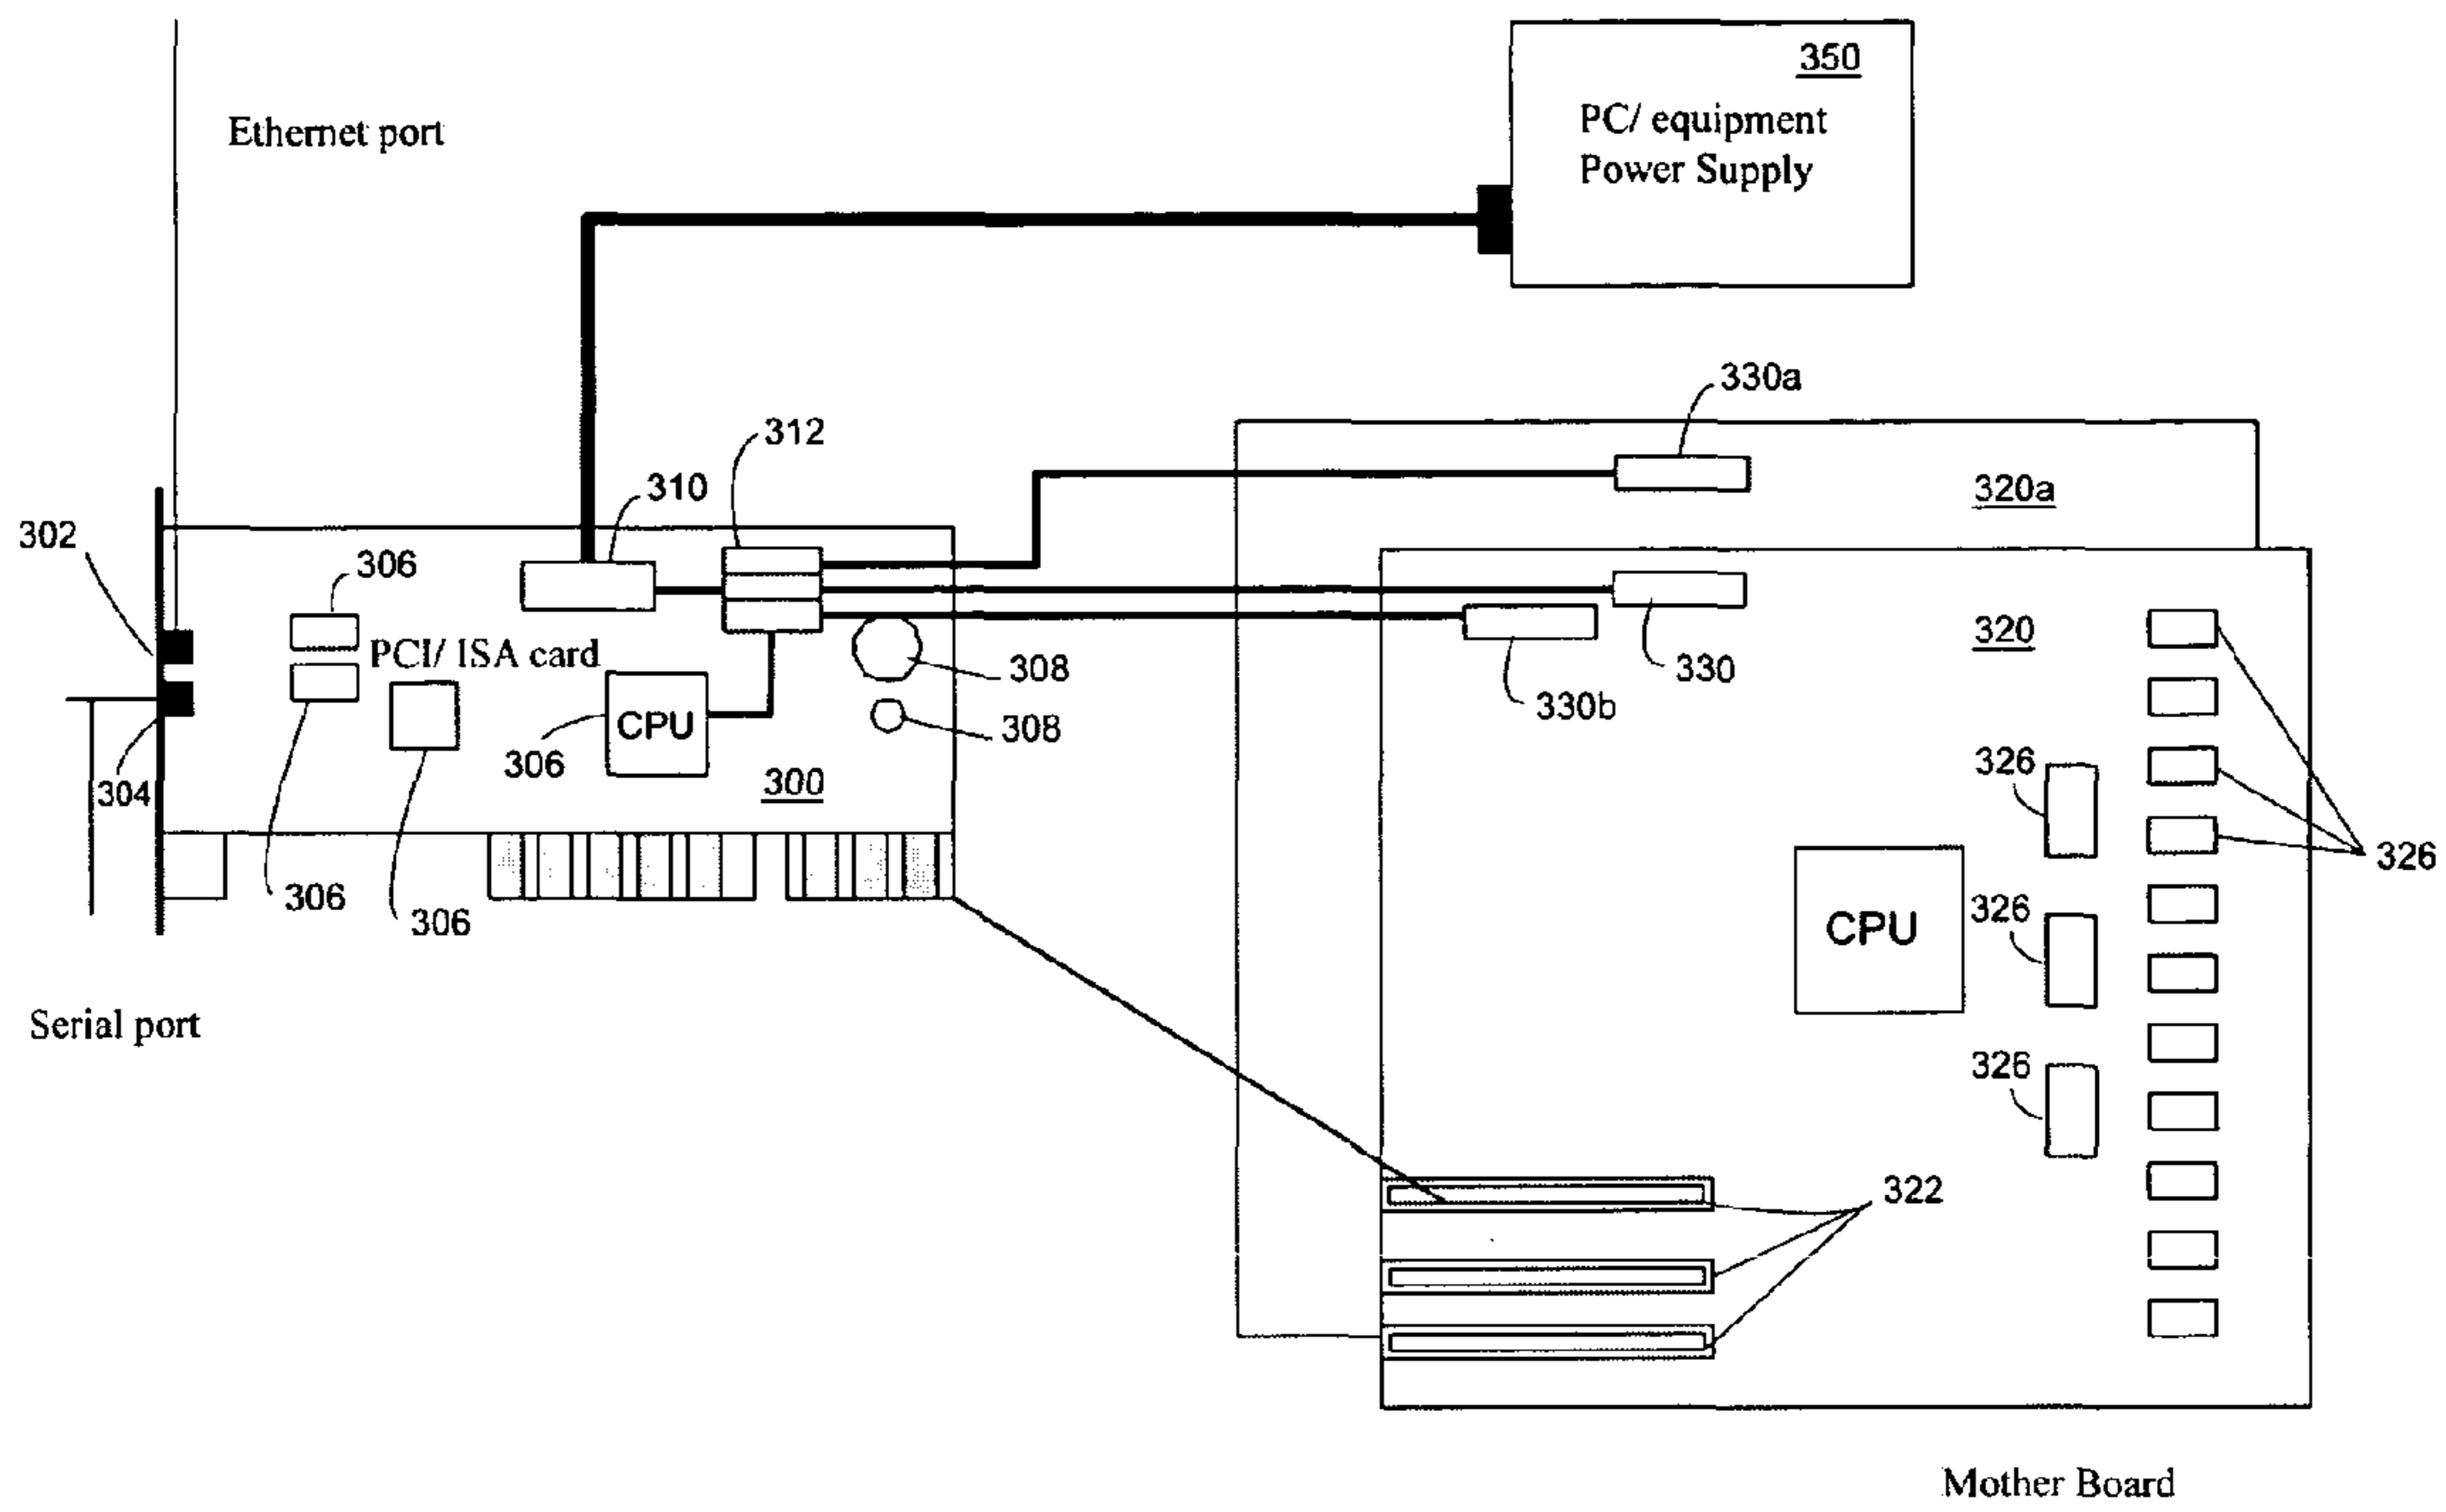 350
PC/ equipment
Power Supply
Ethernet port
330a
312
310
320a
302
306
PCI/ ISA card
320
308
330
330b
308
CPU
306
300
304
326
326
306
306
326
CPU
Serial port
326
322
Mother Board